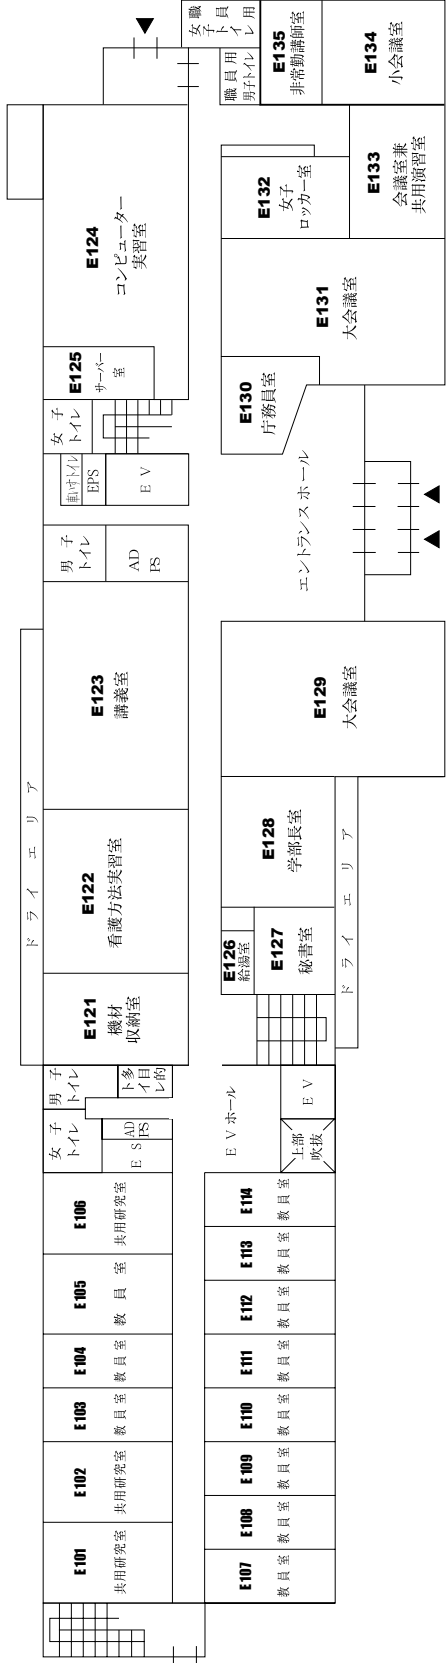 女子トイレ
職員用
職員用
男子トイレ
E135
非常勤講師室
E134
小会議室
E124
コンピューター
実習室
E132
女子
ロッカー室
E133
会議室兼
共用演習室
E131
大会議室
E125
サーバー
室
E130
庁務員室
女子
トイレ
車いすトイレ
EPS
EV
エントランスホール
男子
トイレ
AD
PS
E123
講義室
E129
大会議室
ドライエリア
E122
看護方法実習室
E128
学部長室
E126
給湯室
E127
秘書室
ドライエリア
E121
機材
収納室
男子
トイレ
多目的
トイレ
女子
トイレ
AD
PS
ES
EVホール
EV
上部
吹抜
E106
共用研究室
E114
教員室
E105
教員室
E113
教員室
E104
教員室
E112
教員室
E103
教員室
E111
教員室
E102
共用研究室
E110
教員室
E109
教員室
E101
共用研究室
E108
教員室
E107
教員室